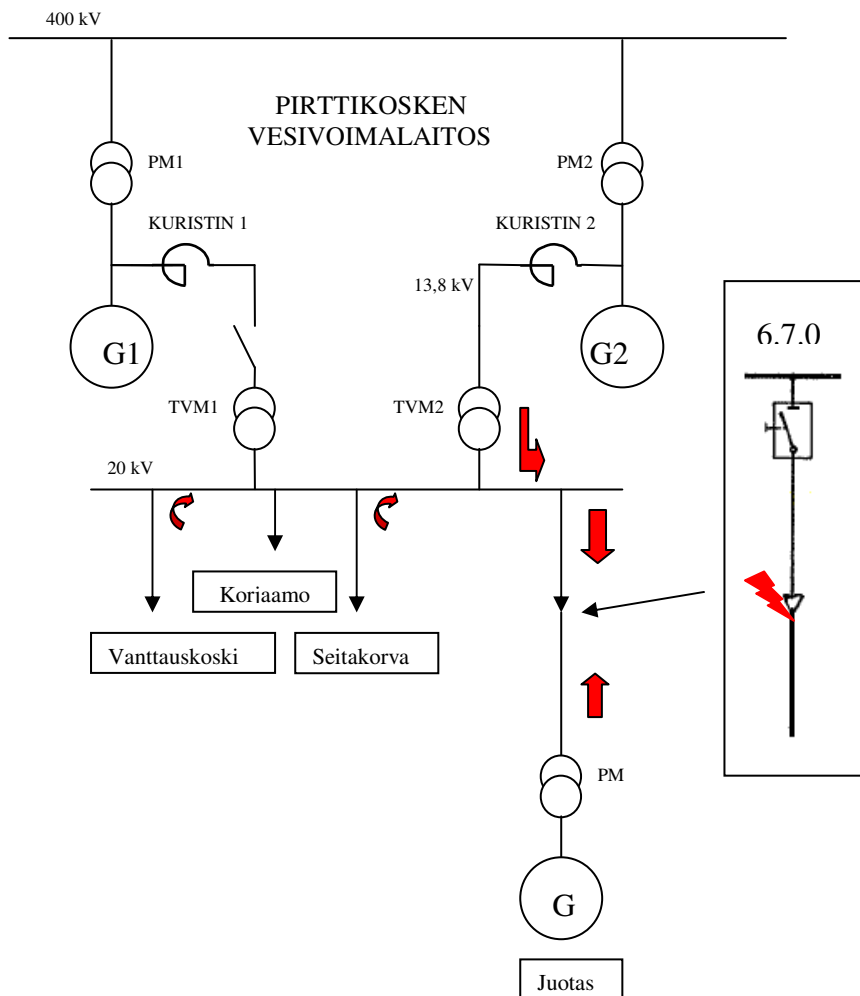 400 kV
PIRTTIKOSKEN
VESIVOIMALAITOS
PM1
PM2
KURISTIN 1
KURISTIN 2
13,8 kV
G1
G2
6.7.0
TVM1
TVM2
20 kV
Korjaamo
Vanttauskoski
Seitakorva
PM
G
Juotas